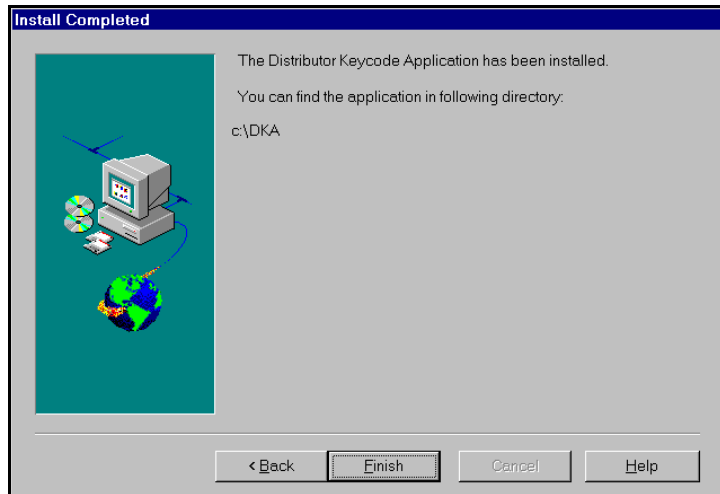 Install Completed
The Distributor Keycode Application has been installed.
You can find the application in following directory:
c:\DKA
< Back
Finish
Cancel
Help